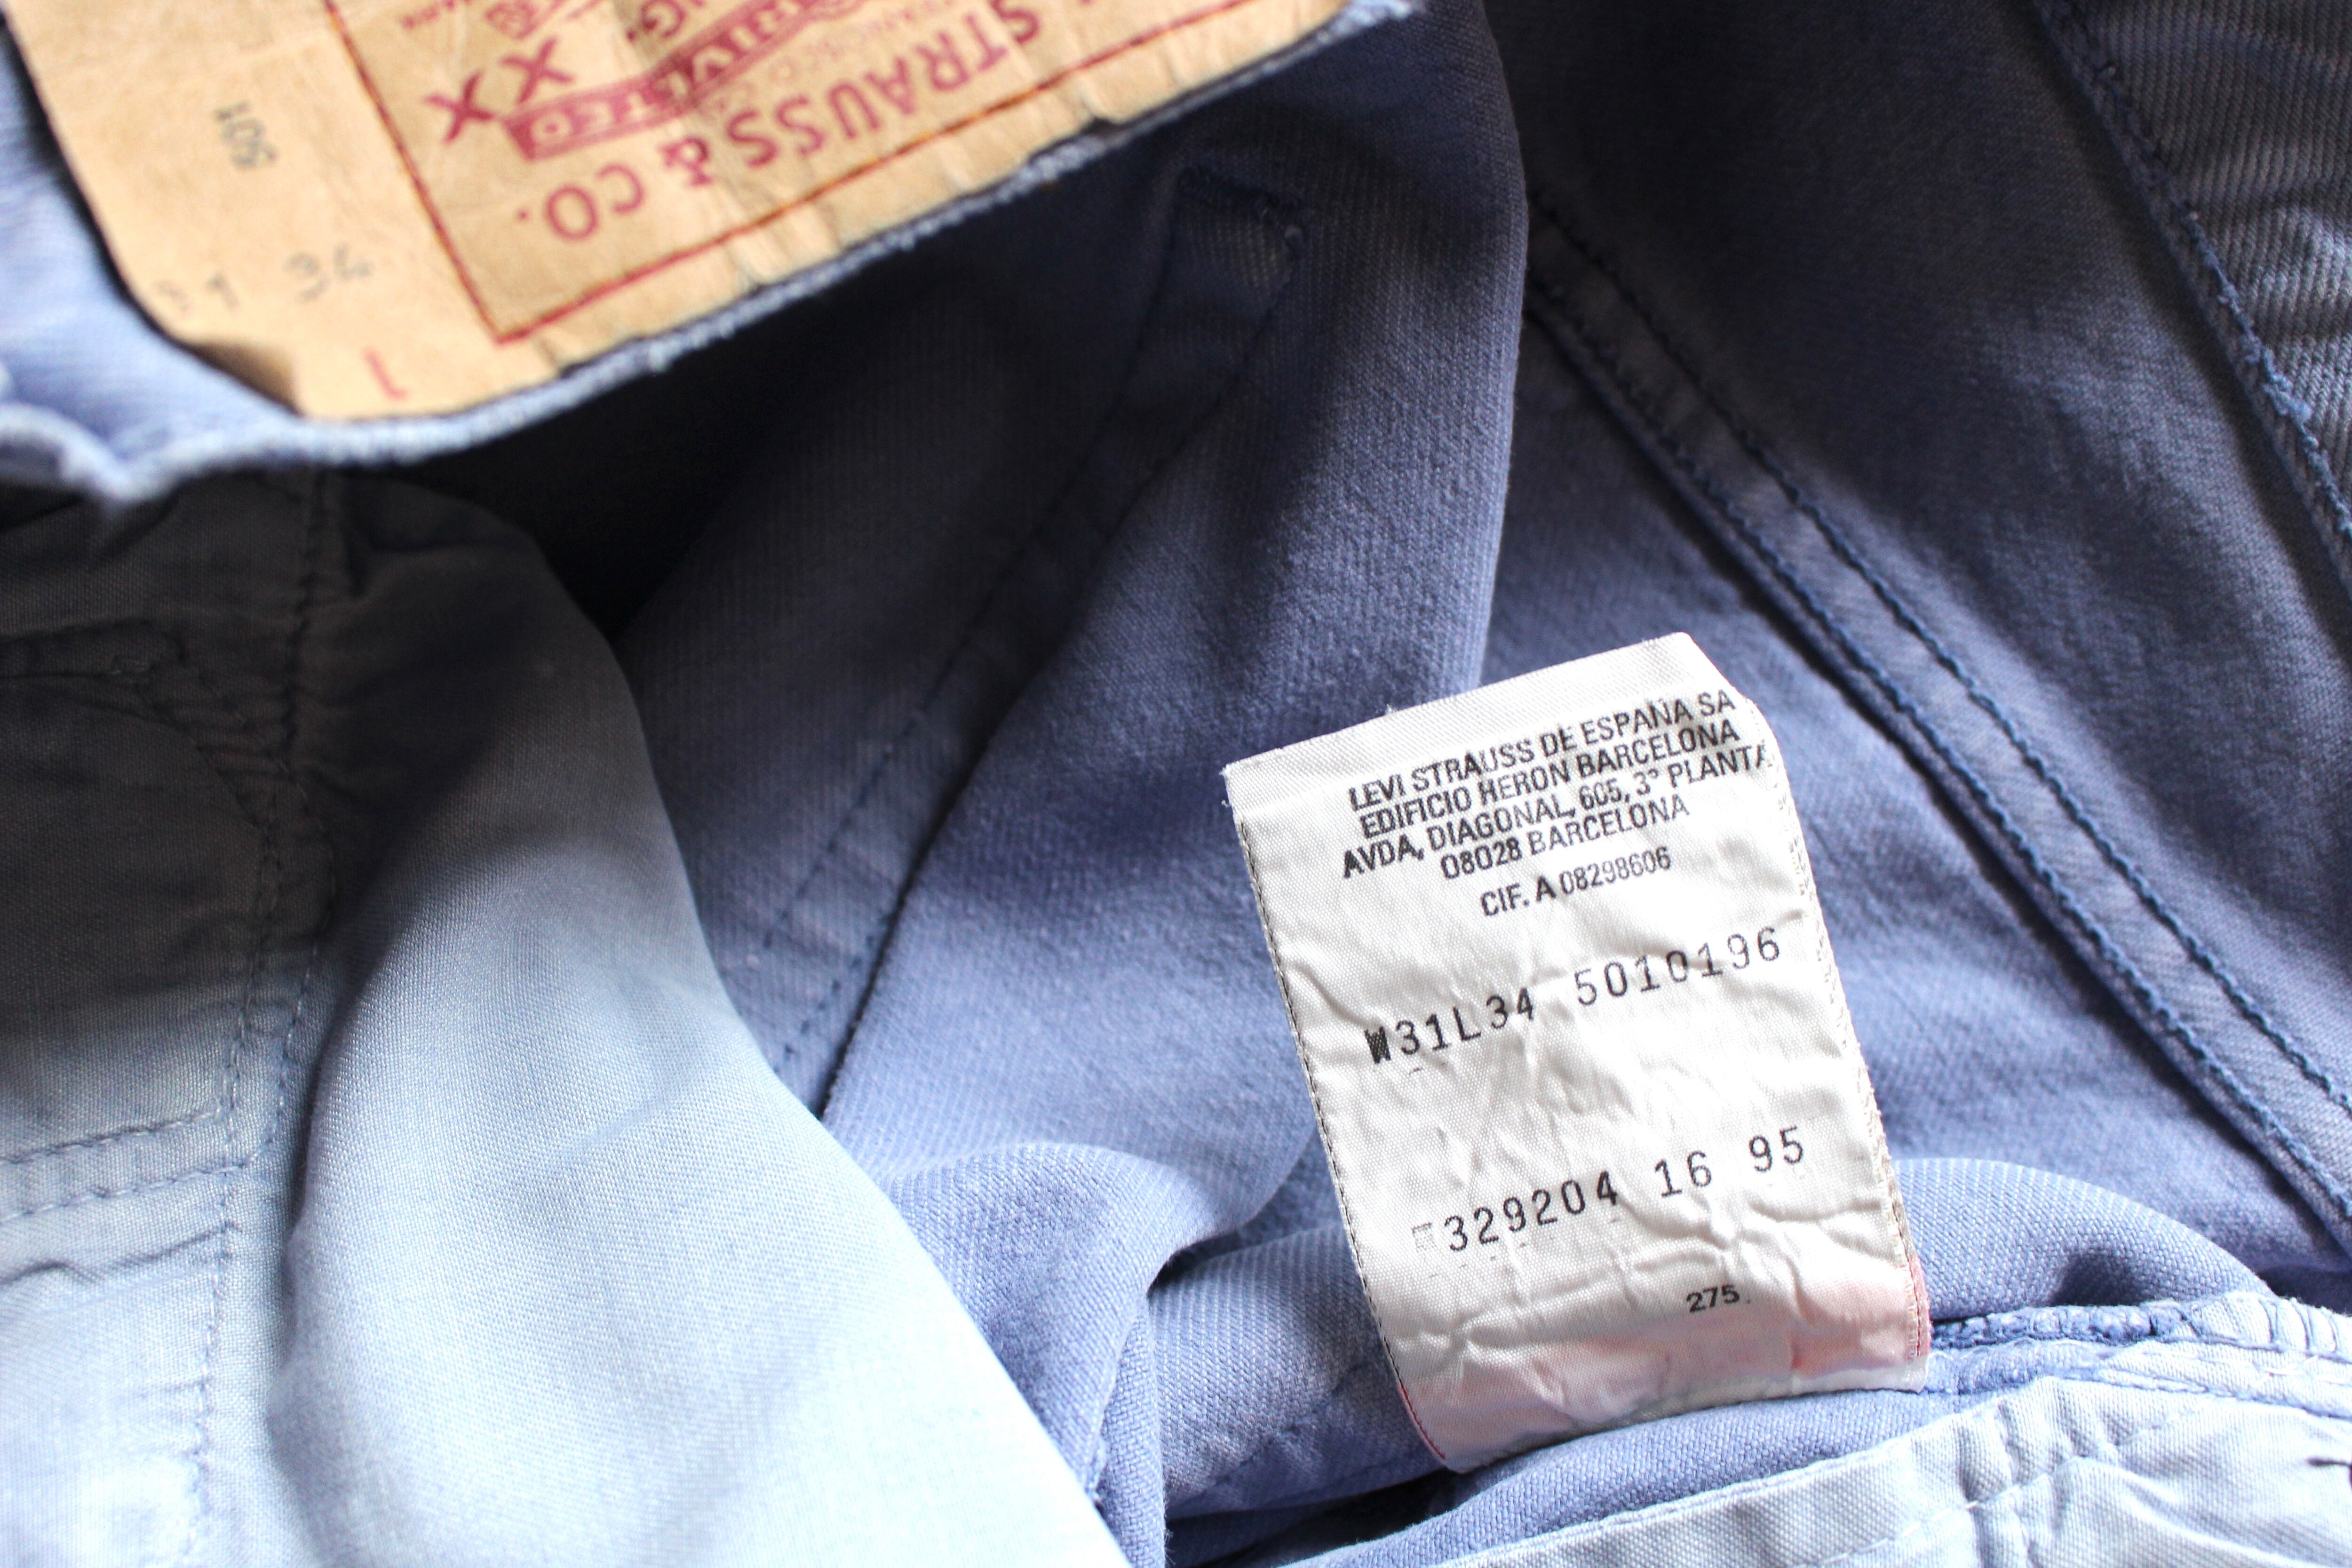 STRAUSS & CO.
XX
501
34
LEVI STRAUSS DE ESPAÑA SA
EDIFICIO HERON BARCELONA
AVDA, DIAGONAL, 605, 3° PLANTA
08028 BARCELONA
CIF. A 08298606
W31L34 5010196
329204 16 95
275